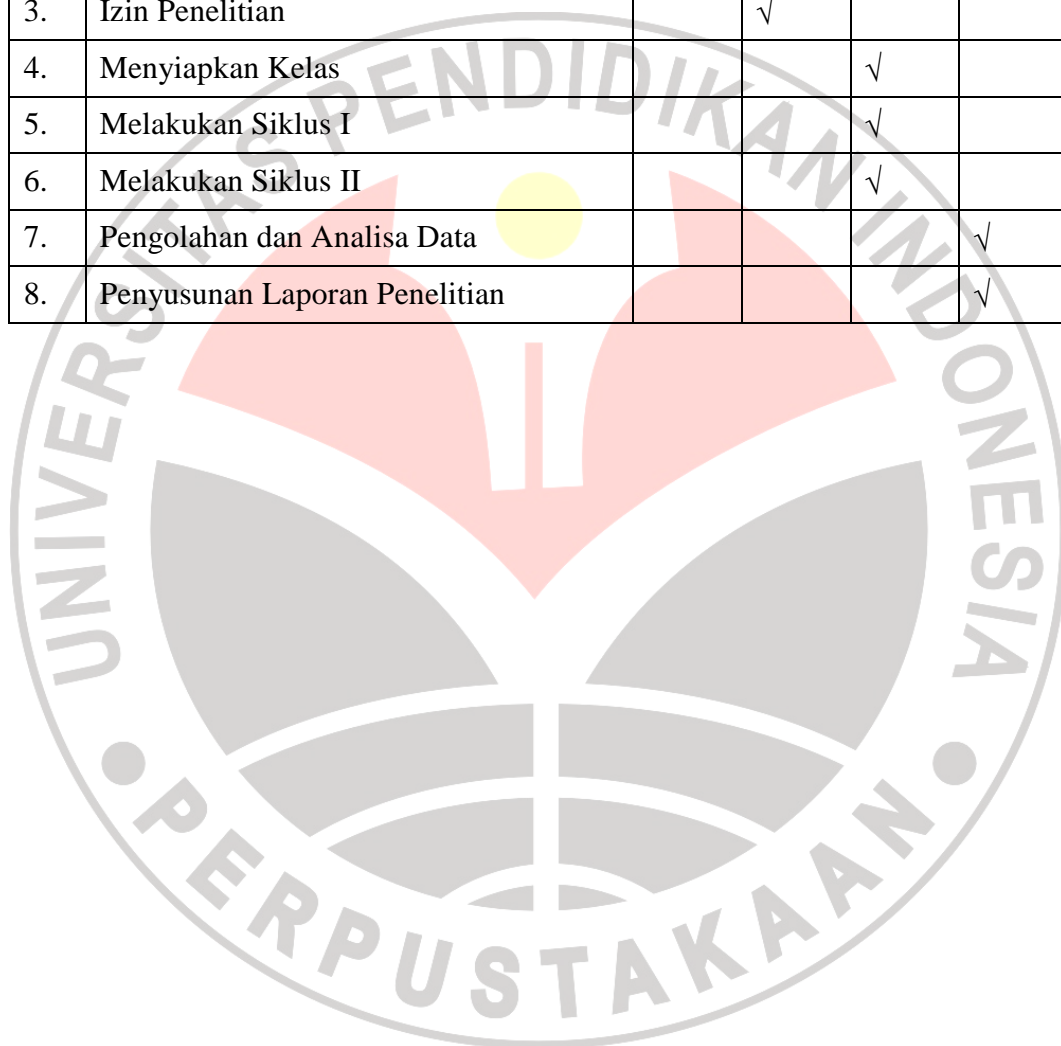 3. Izin Penelitian √
4. Menyiapkan Kelas √
5. Melakukan Siklus I √
6. Melakukan Siklus II √
7. Pengolahan dan Analisa Data √
8. Penyusunan Laporan Penelitian √
UNIVERSITAS PENDIDIKAN INDONESIA
PERPUSTAKAAN